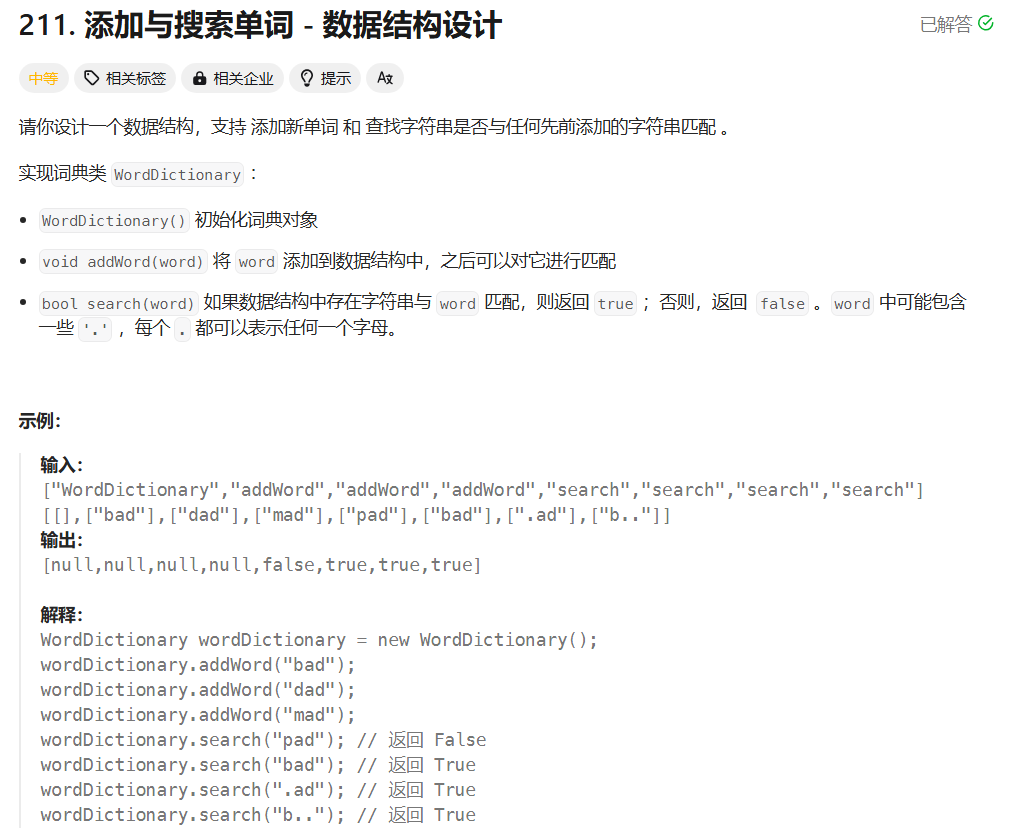 211. 添加与搜索单词 - 数据结构设计
已解答
中等 相关标签 相关企业 提示 Aあ
请你设计一个数据结构，支持 添加新单词 和 查找字符串是否与任何先前添加的字符串匹配 。
实现词典类 WordDictionary ：
WordDictionary() 初始化词典对象
void addWord(word) 将 word 添加到数据结构中，之后可以对它进行匹配
bool search(word) 如果数据结构中存在字符串与 word 匹配，则返回 true ；否则，返回 false 。word 中可能包含
一些 '.' ，每个 . 都可以表示任何一个字母。
示例：
输入：
["WordDictionary","addWord","addWord","addWord","search","search","search","search"]
[[],["bad"],["dad"],["mad"],["pad"],["bad"],[".ad"],["b.."]]
输出：
[null,null,null,null,false,true,true,true]
解释：
WordDictionary wordDictionary = new WordDictionary();
wordDictionary.addWord("bad");
wordDictionary.addWord("dad");
wordDictionary.addWord("mad");
wordDictionary.search("pad"); // 返回 False
wordDictionary.search("bad"); // 返回 True
wordDictionary.search(".ad"); // 返回 True
wordDictionary.search("b.."); // 返回 True